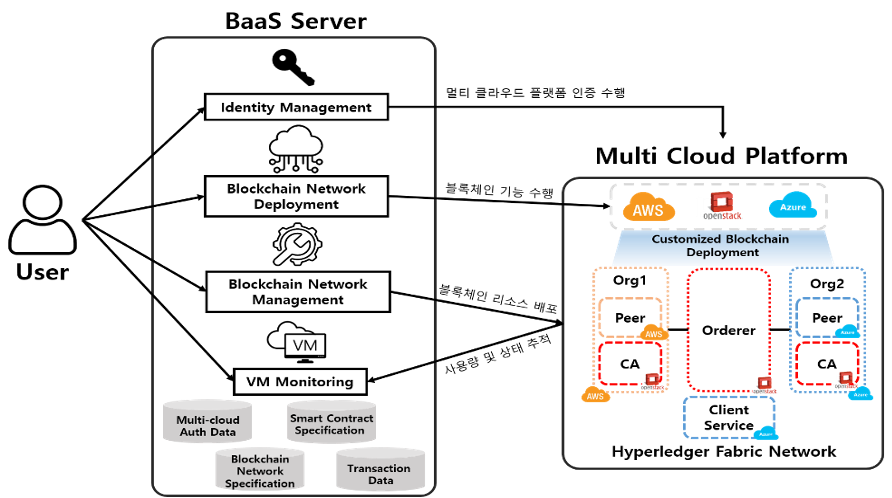 BaaS Server
Identity Management
멀티 클라우드 플랫폼 인증 수행
Multi Cloud Platform
Blockchain Network
Deployment
블록체인 기능 수행
AWS
openstack
Azure
Customized Blockchain
Deployment
User
Blockchain Network
Management
블록체인 리소스 배포
Org1
Peer
AWS
CA
openstack
AWS
Orderer
openstack
Org2
Peer
Azure
CA
openstack
Azure
VM
VM Monitoring
사용량 및 상태 추적
Client
Service
Azure
Hyperledger Fabric Network
Multi-cloud
Auth Data
Smart Contract
Specification
Blockchain
Network
Specification
Transaction
Data